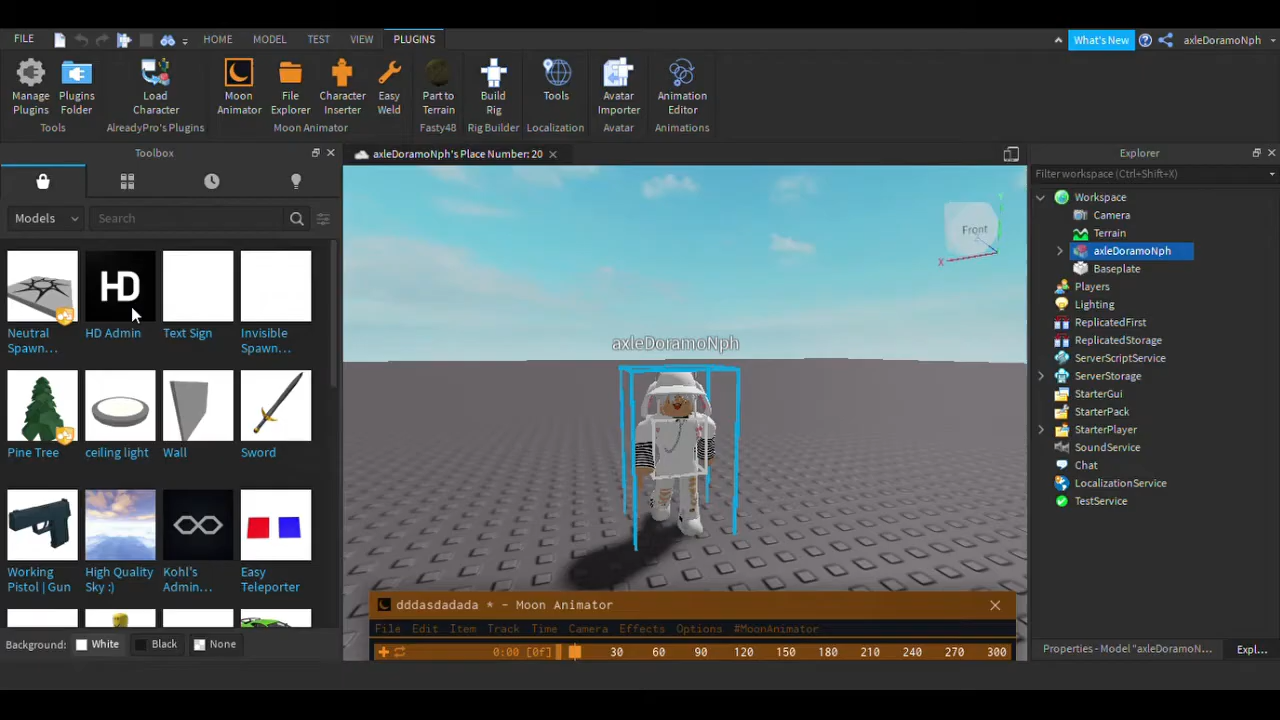 FILE HOME MODEL TEST VIEW PLUGINS What's New axleDoramoNph
Manage Plugins Load Moon File Character Easy Part to Build Tools Avatar Animation
Plugins Folder Character Animator Explorer Inserter Weld Terrain Rig Importer Editor
Tools AlreadyPro's Plugins Moon Animator Fasty48 Rig Builder Localization Avatar Animations
Toolbox
axleDoramoNph's Place Number: 20
Explorer
Models Search
Filter workspace (Ctrl+Shift+X)
HD
Neutral HD Admin Text Sign Invisible
Spawn... Spawn...
Pine Tree ceiling light Wall Sword
Working High Quality Kohl's Easy
Pistol | Gun Sky :) Admin... Teleporter
Background: White Black None
Front
X
Y
axleDoramoNph
dddasdadada * - Moon Animator
File Edit Item Track Time Camera Effects Options #MoonAnimator
0:00 [0f] 30 60 90 120 150 180 210 240 270 300
Workspace
Camera
Terrain
axleDoramoNph
Baseplate
Players
Lighting
ReplicatedFirst
ReplicatedStorage
ServerScriptService
ServerStorage
StarterGui
StarterPack
StarterPlayer
SoundService
Chat
LocalizationService
TestService
Properties - Model "axleDoramoN... Expl...